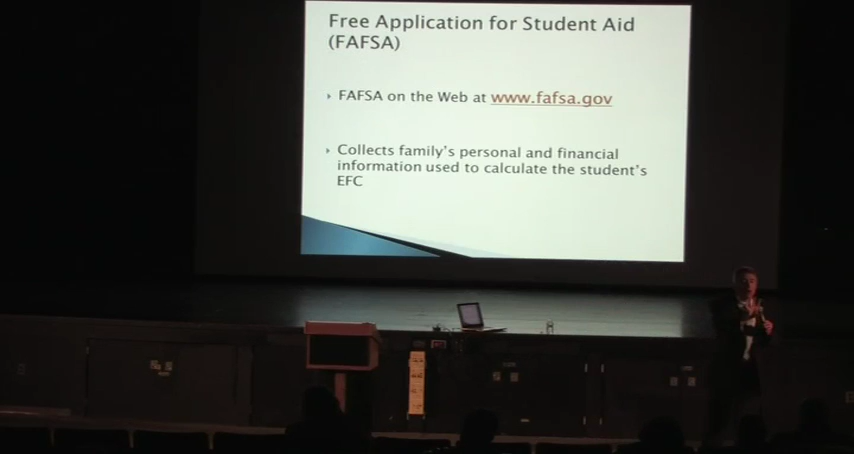 Free Application for Student Aid
(FAFSA)
FAFSA on the Web at www.fafsa.gov
Collects family's personal and financial
information used to calculate the student's
EFC